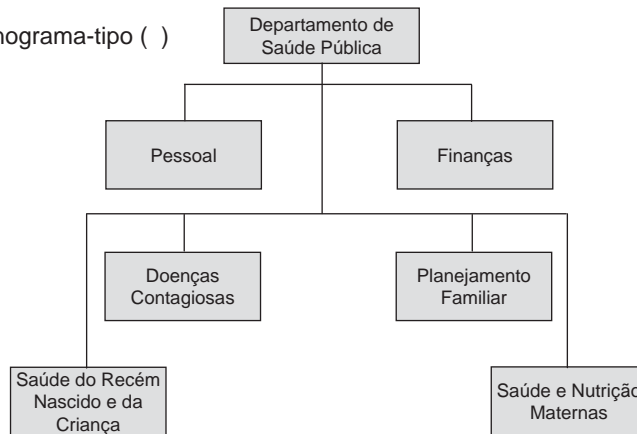 nograma-tipo ( )
Departamento de
Saúde Pública
Pessoal
Finanças
Doenças
Contagiosas
Planejamento
Familiar
Saúde do Recém
Nascido e da
Criança
Saúde e Nutrição
Maternas